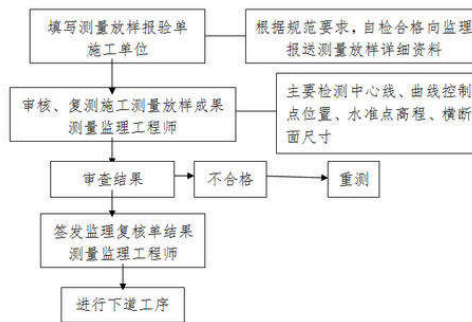 填写测量放样报验单
施工单位
根据规范要求，自检合格向监理
报送测量放样详细资料
审核、复测施工测量放样成果
测量监理工程师
主要检测中心线、曲线控制
点位置、水准点高程、横断
面尺寸
审查结果
不合格
重测
签发监理复核单结果
测量监理工程师
进行下道工序